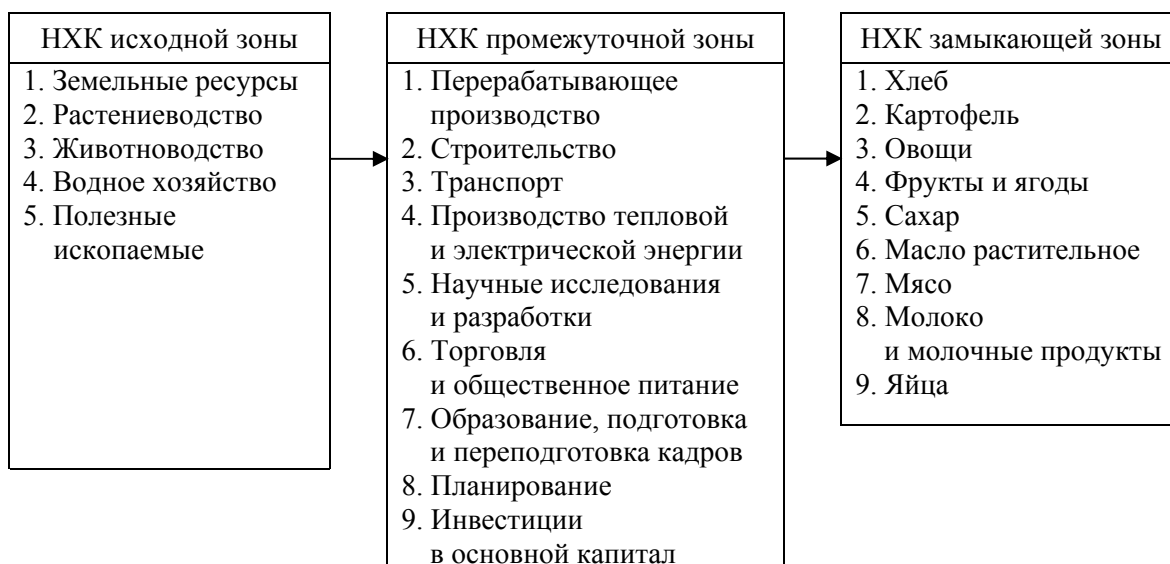 НХК исходной зоны
1. Земельные ресурсы
2. Растениеводство
3. Животноводство
4. Водное хозяйство
5. Полезные
ископаемые
НХК промежуточной зоны
1. Перерабатывающее
производство
2. Строительство
3. Транспорт
4. Производство тепловой
и электрической энергии
5. Научные исследования
и разработки
6. Торговля
и общественное питание
7. Образование, подготовка
и переподготовка кадров
8. Планирование
9. Инвестиции
в основной капитал
НХК замыкающей зоны
1. Хлеб
2. Картофель
3. Овощи
4. Фрукты и ягоды
5. Сахар
6. Масло растительное
7. Мясо
8. Молоко
и молочные продукты
9. Яйца